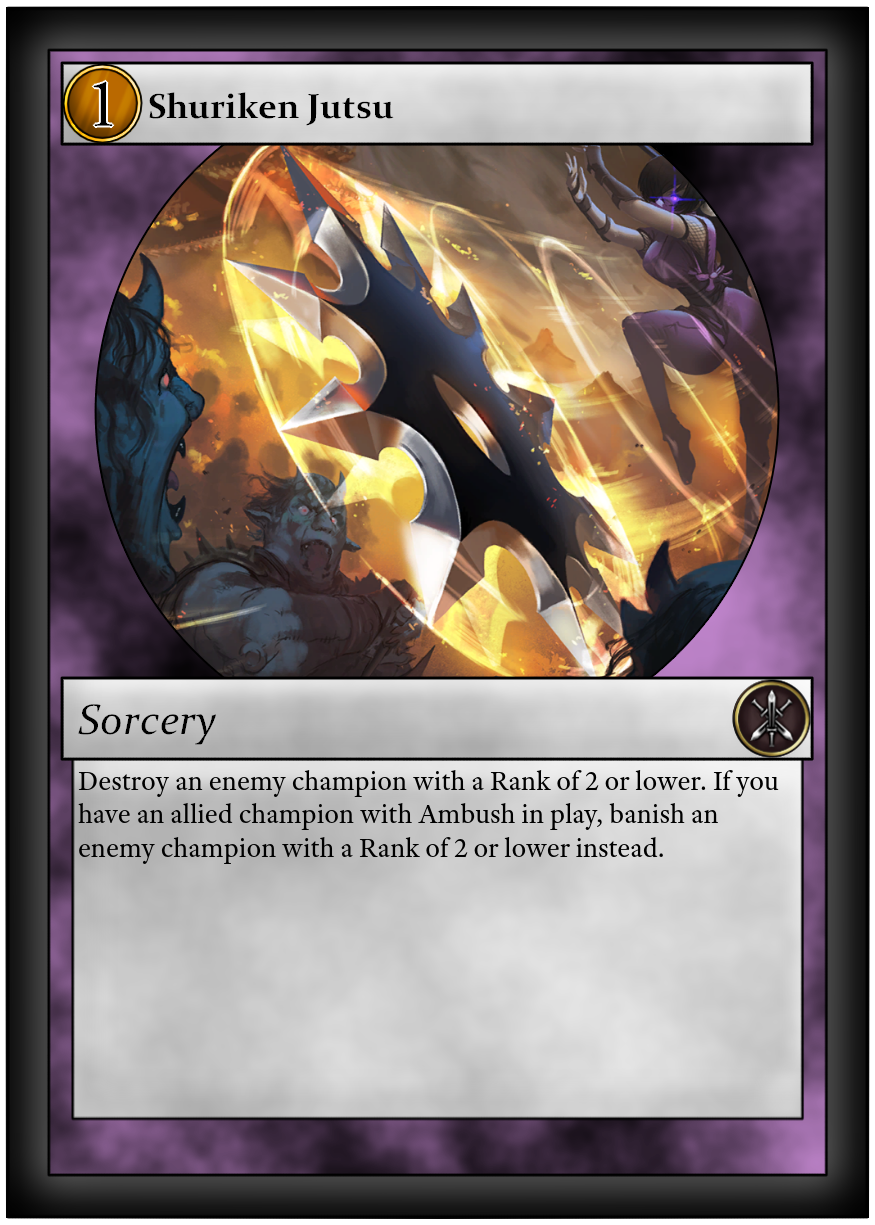 1
Shuriken Jutsu
Sorcery
Destroy an enemy champion with a Rank of 2 or lower. If you
have an allied champion with Ambush in play, banish an
enemy champion with a Rank of 2 or lower instead.